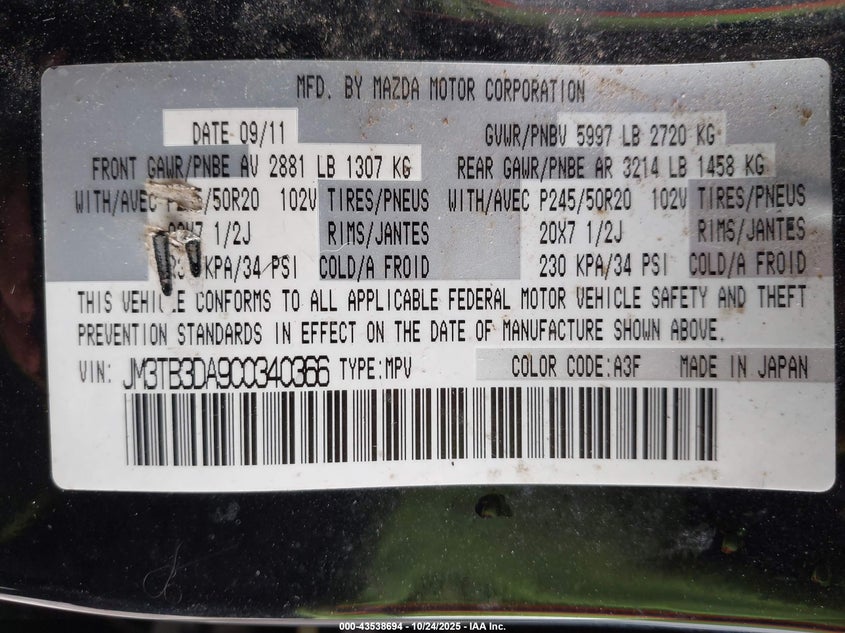 MFD. BY MAZDA MOTOR CORPORATION
DATE 09/11 GVWR/PNBV 5997 LB 2720 KG
FRONT GAWR/PNBE AV 2881 LB 1307 KG REAR GAWR/PNBE AR 3214 LB 1458 KG
WITH/AVEC P245/50R20 102V TIRES/PNEUS WITH/AVEC P245/50R20 102V TIRES/PNEUS
20X7 1/2J RIMS/JANTES 20X7 1/2J RIMS/JANTES
230 KPA/34 PSI COLD/A FROID 230 KPA/34 PSI COLD/A FROID
THIS VEHICLE CONFORMS TO ALL APPLICABLE FEDERAL MOTOR VEHICLE SAFETY AND THEFT
PREVENTION STANDARDS IN EFFECT ON THE DATE OF MANUFACTURE SHOWN ABOVE.
VIN: JM3TB3DA9C0340366 TYPE:MPV COLOR CODE:A3F MADE IN JAPAN
000-43538694 - 10/24/2025 - IAA Inc.